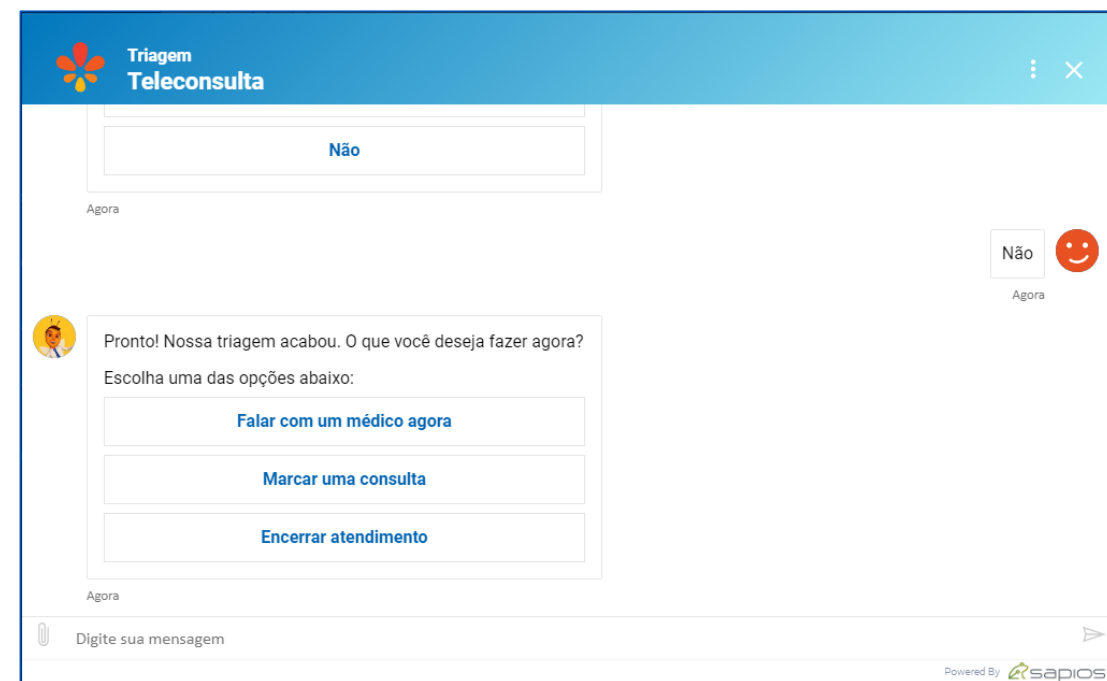 Triagem
Teleconsulta
Não
Agora
Não
Agora
Pronto! Nossa triagem acabou. O que você deseja fazer agora?
Escolha uma das opções abaixo:
Falar com um médico agora
Marcar uma consulta
Encerrar atendimento
Agora
Digite sua mensagem
Powered By sapios